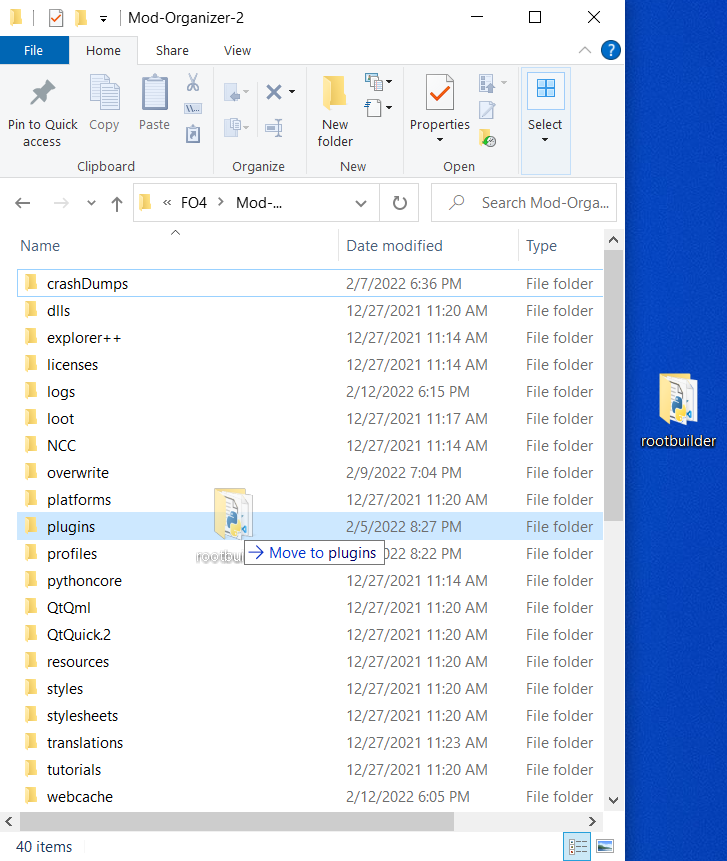 Mod-Organizer-2
File Home Share View
Pin to Quick access
Copy
Paste
New folder
Properties
Select
Clipboard Organize New Open
« FO4 > Mod-... Search Mod-Orga...
Name Date modified Type
crashDumps 2/7/2022 6:36 PM File folder
dlls 12/27/2021 11:20 AM File folder
explorer++ 12/27/2021 11:14 AM File folder
licenses 12/27/2021 11:14 AM File folder
logs 2/12/2022 6:15 PM File folder
loot 12/27/2021 11:17 AM File folder
rootbuilder
NCC 12/27/2021 11:14 AM File folder
overwrite 2/9/2022 7:04 PM File folder
platforms 12/27/2021 11:20 AM File folder
plugins 2/5/2022 8:27 PM File folder
profiles Move to plugins 022 8:22 PM File folder
pythoncore 12/27/2021 11:14 AM File folder
QtQml 12/27/2021 11:20 AM File folder
QtQuick.2 12/27/2021 11:20 AM File folder
resources 12/27/2021 11:20 AM File folder
styles 12/27/2021 11:20 AM File folder
stylesheets 12/27/2021 11:20 AM File folder
translations 12/27/2021 11:23 AM File folder
tutorials 12/27/2021 11:20 AM File folder
webcache 2/12/2022 6:05 PM File folder
40 items